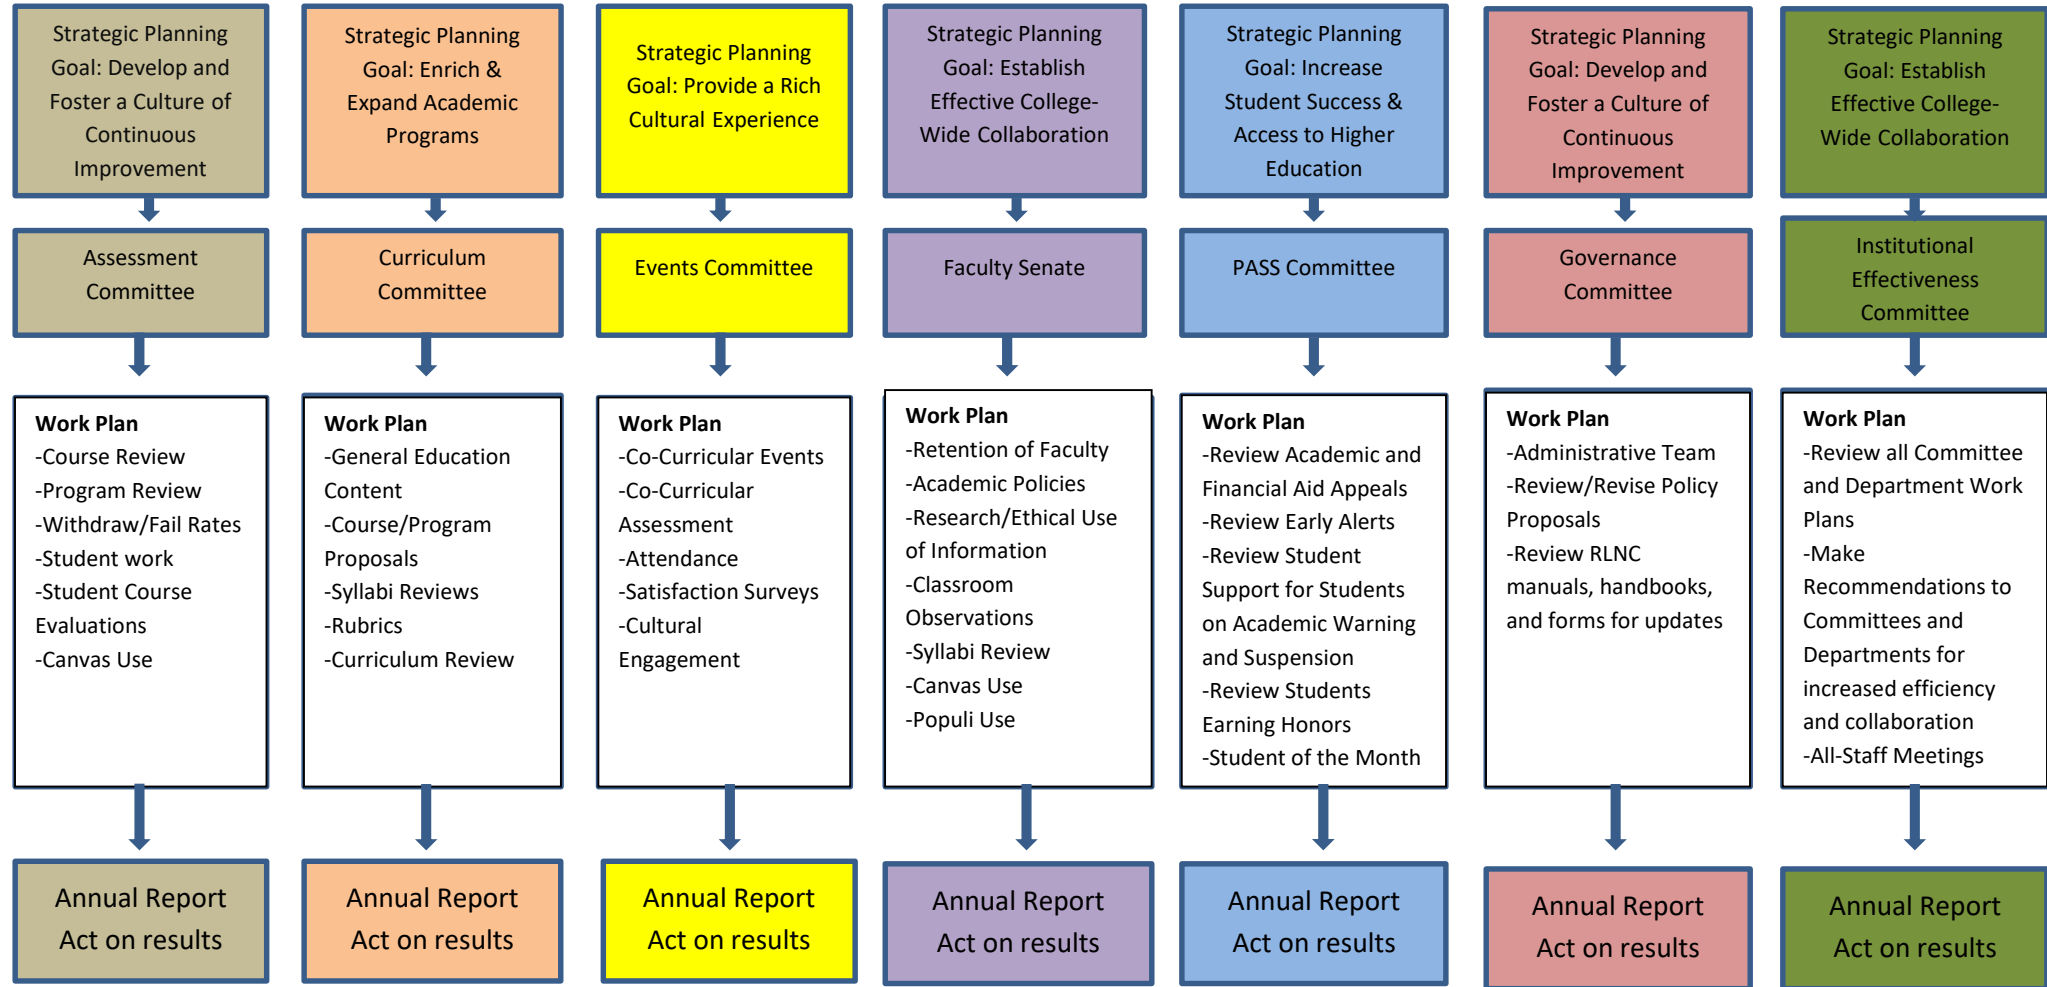 Strategic Planning
Goal: Develop and
Foster a Culture of
Continuous
Improvement
Assessment
Committee
Work Plan
-Course Review
-Program Review
-Withdraw/Fail Rates
-Student work
-Student Course
Evaluations
-Canvas Use
Annual Report
Act on results
Strategic Planning
Goal: Enrich &
Expand Academic
Programs
Curriculum
Committee
Work Plan
-General Education
Content
-Course/Program
Proposals
-Syllabi Reviews
-Rubrics
-Curriculum Review
Annual Report
Act on results
Strategic Planning
Goal: Provide a Rich
Cultural Experience
Events Committee
Work Plan
-Co-Curricular Events
-Co-Curricular
Assessment
-Attendance
-Satisfaction Surveys
-Cultural
Engagement
Annual Report
Act on results
Strategic Planning
Goal: Establish
Effective College-
Wide Collaboration
Faculty Senate
Work Plan
-Retention of Faculty
-Academic Policies
-Research/Ethical Use
of Information
-Classroom
Observations
-Syllabi Review
-Canvas Use
-Populi Use
Annual Report
Act on results
Strategic Planning
Goal: Increase
Student Success &
Access to Higher
Education
PASS Committee
Work Plan
-Review Academic and
Financial Aid Appeals
-Review Early Alerts
-Review Student
Support for Students
on Academic Warning
and Suspension
-Review Students
Earning Honors
-Student of the Month
Annual Report
Act on results
Strategic Planning
Goal: Develop and
Foster a Culture of
Continuous
Improvement
Governance
Committee
Work Plan
-Administrative Team
-Review/Revise Policy
Proposals
-Review RLNC
manuals, handbooks,
and forms for updates
Annual Report
Act on results
Strategic Planning
Goal: Establish
Effective College-
Wide Collaboration
Institutional
Effectiveness
Committee
Work Plan
-Review all Committee
and Department Work
Plans
-Make
Recommendations to
Committees and
Departments for
increased efficiency
and collaboration
-All-Staff Meetings
Annual Report
Act on results